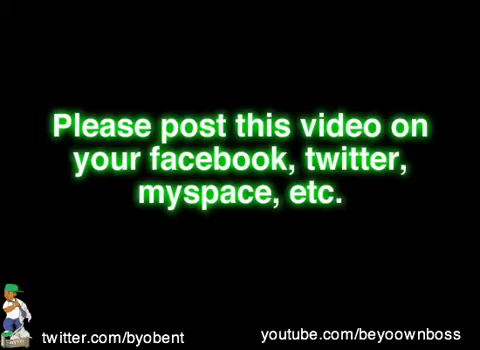 Please post this video on
your facebook, twitter,
myspace, etc.
twitter.com/byobent
youtube.com/beyoownboss